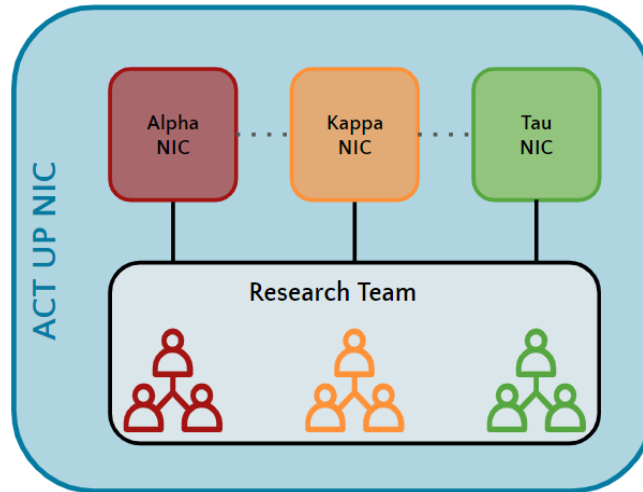 ACT UP NIC
Alpha
NIC
Kappa
NIC
Tau
NIC
Research Team